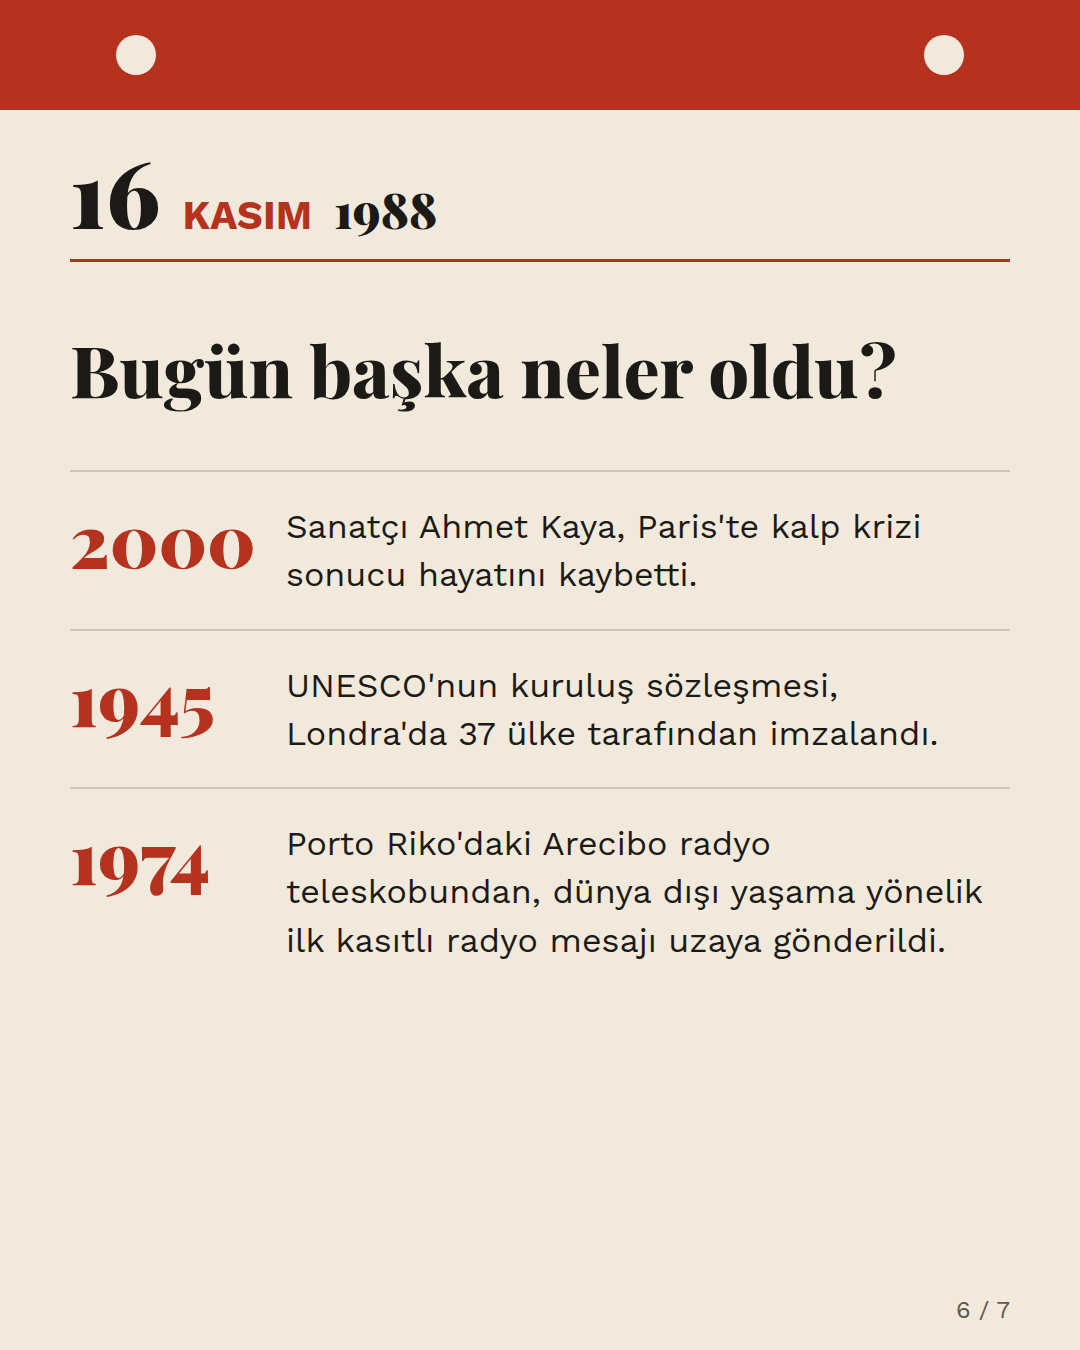 16 KASIM 1988
Bugün başka neler oldu?
2000 Sanatçı Ahmet Kaya, Paris'te kalp krizi
sonucu hayatını kaybetti.
1945 UNESCO'nun kuruluş sözleşmesi,
Londra'da 37 ülke tarafından imzalandı.
1974 Porto Riko'daki Arecibo radyo
teleskobundan, dünya dışı yaşama yönelik
ilk kasıtlı radyo mesajı uzaya gönderildi.
6 / 7